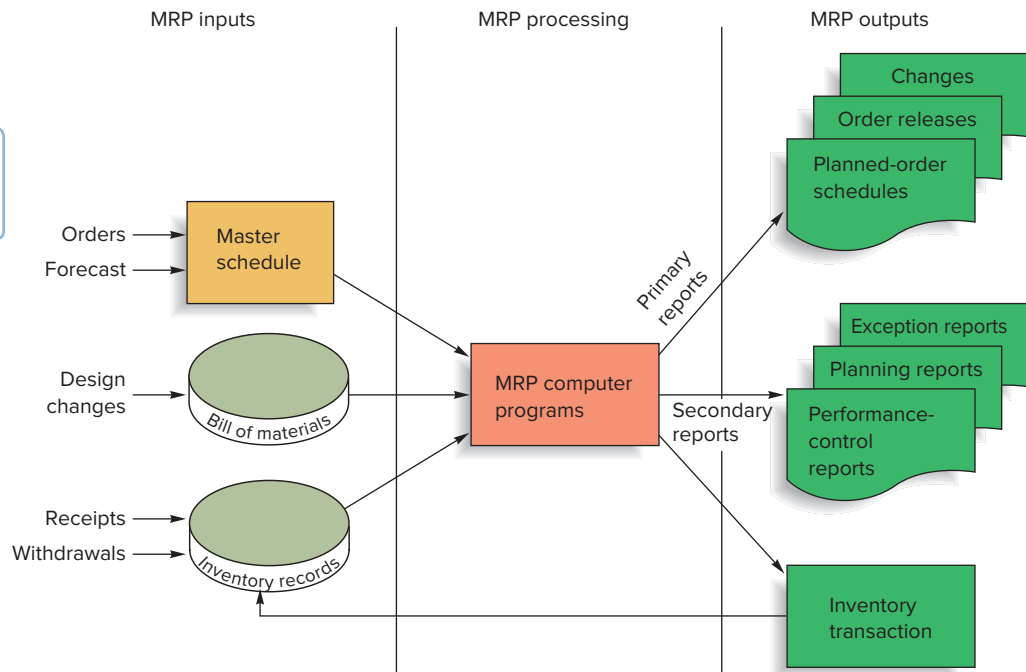 MRP inputs
MRP processing
MRP outputs
Orders
Forecast
Master
schedule
Design
changes
Bill of materials
Receipts
Withdrawals
Inventory records
MRP computer
programs
Primary
reports
Secondary
reports
Changes
Order releases
Planned-order
schedules
Exception reports
Planning reports
Performance-
control
reports
Inventory
transaction